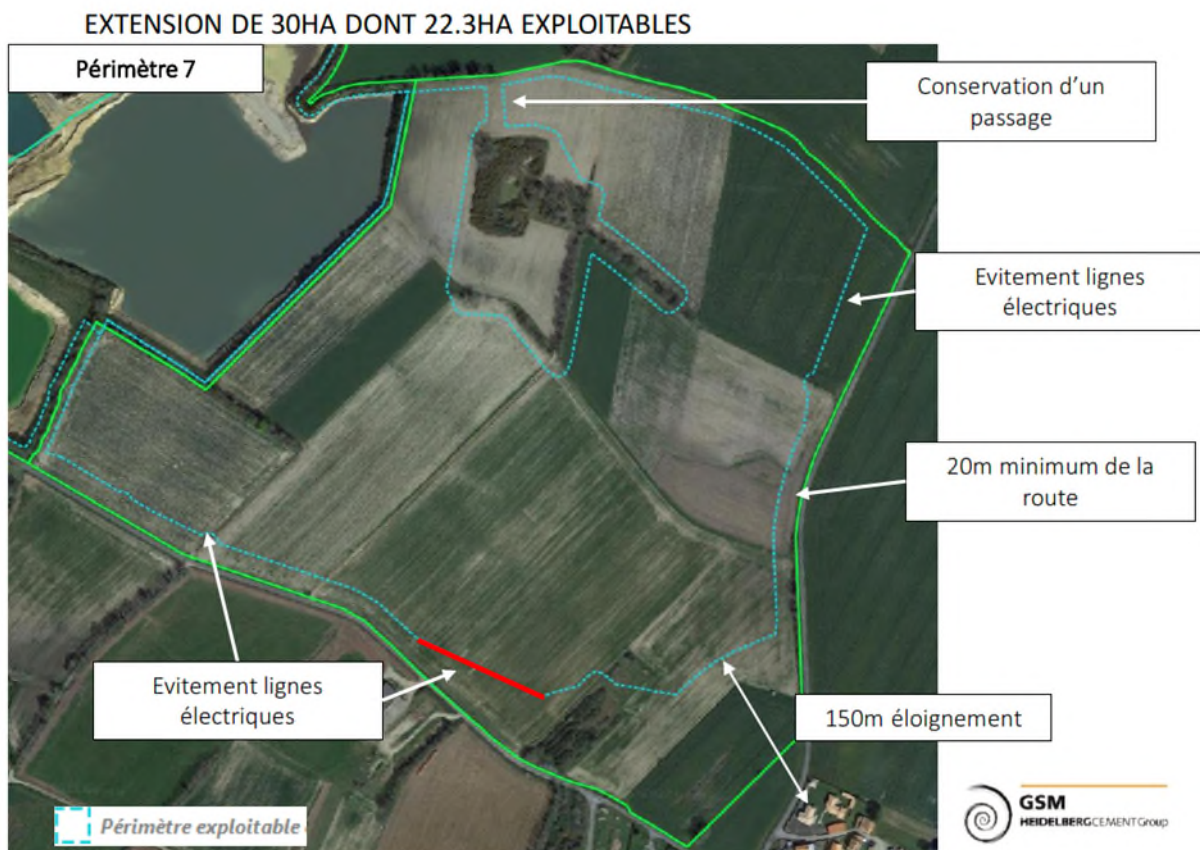 EXTENSION DE 30HA DONT 22.3HA EXPLOITABLES
Périmètre 7
Conservation d’un
passage
Evitement lignes
électriques
20m minimum de la
route
Evitement lignes
électriques
150m éloignement
Périmètre exploitable
GSM
HEIDELBERGCEMENTGroup